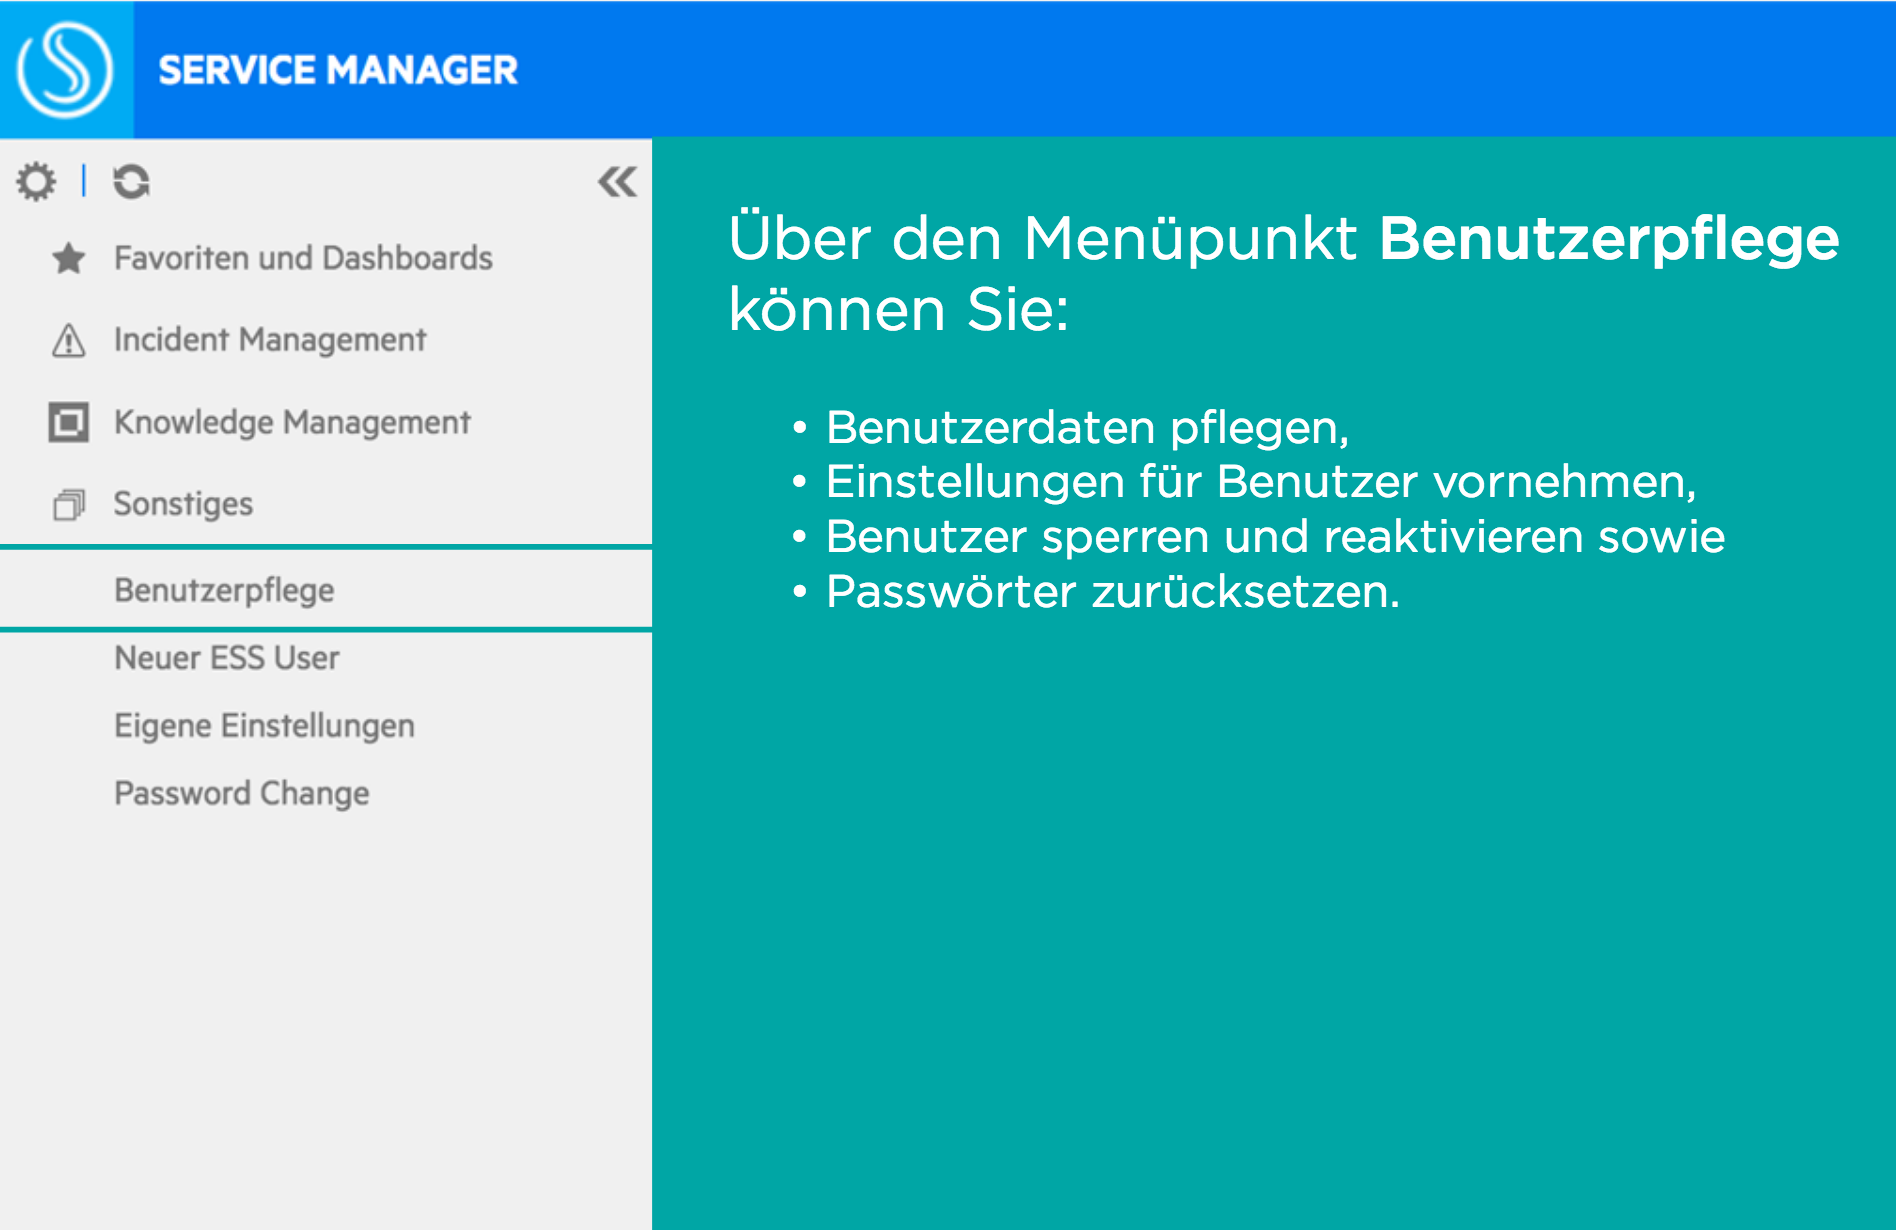 SERVICE MANAGER
Favoriten und Dashboards
Incident Management
Knowledge Management
Sonstiges
Benutzerpflege
Neuer ESS User
Eigene Einstellungen
Password Change
Über den Menüpunkt Benutzerpflege
können Sie:
• Benutzerdaten pflegen,
• Einstellungen für Benutzer vornehmen,
• Benutzer sperren und reaktivieren sowie
• Passwörter zurücksetzen.